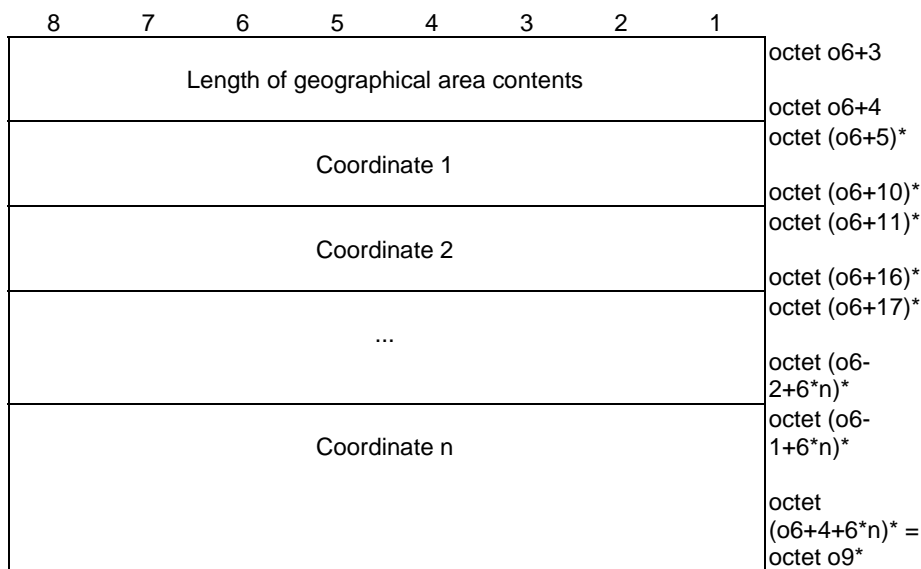 8 7 6 5 4 3 2 1
octet o6+3
Length of geographical area contents
octet o6+4
octet (o6+5)*
Coordinate 1
octet (o6+10)*
octet (o6+11)*
Coordinate 2
octet (o6+16)*
octet (o6+17)*
...
octet (o6-
2+6*n)*
octet (o6-
Coordinate n 1+6*n)*
octet
(o6+4+6*n)* =
octet o9*